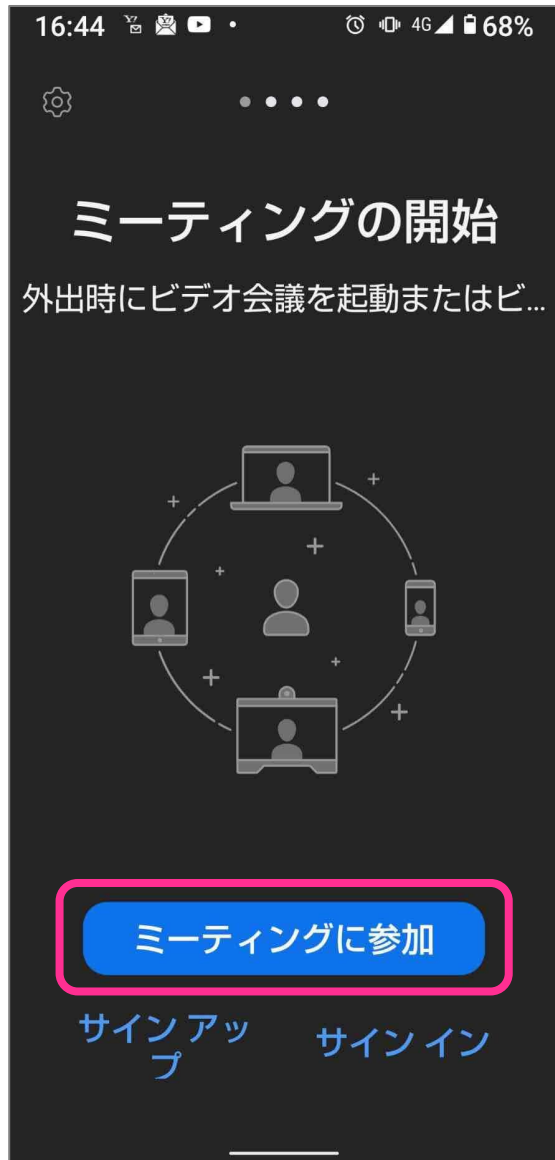 16:44 4G 68%
ミーティングの開始
外出時にビデオ会議を起動またはビ...
ミーティングに参加
サイン アッ
プ
サイン イン